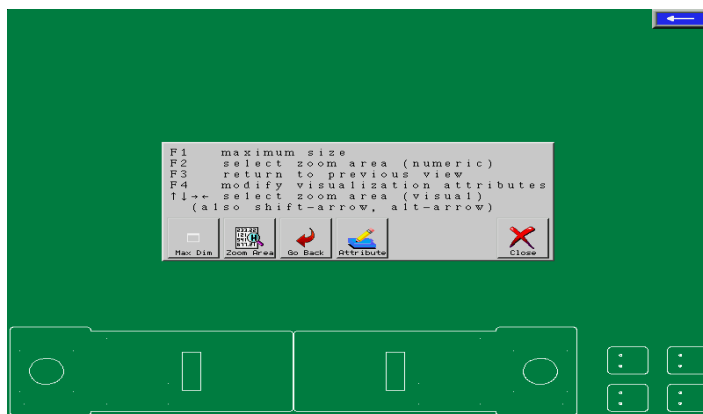 F1 maximum size
F2 select zoom area (numeric)
F3 return to previous view
F4 modify visualization attributes
↑↓→← select zoom area (visual)
(also shift-arrow, alt-arrow)
Max Dim Zoom Area Go Back Attribute Close